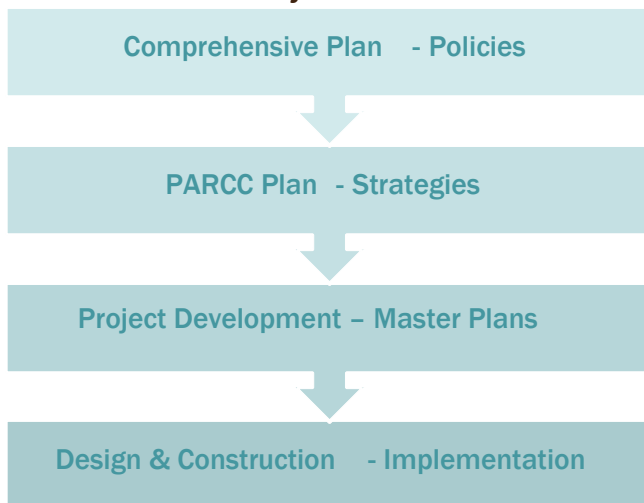 Comprehensive Plan - Policies
PARCC Plan - Strategies
Project Development – Master Plans
Design & Construction - Implementation